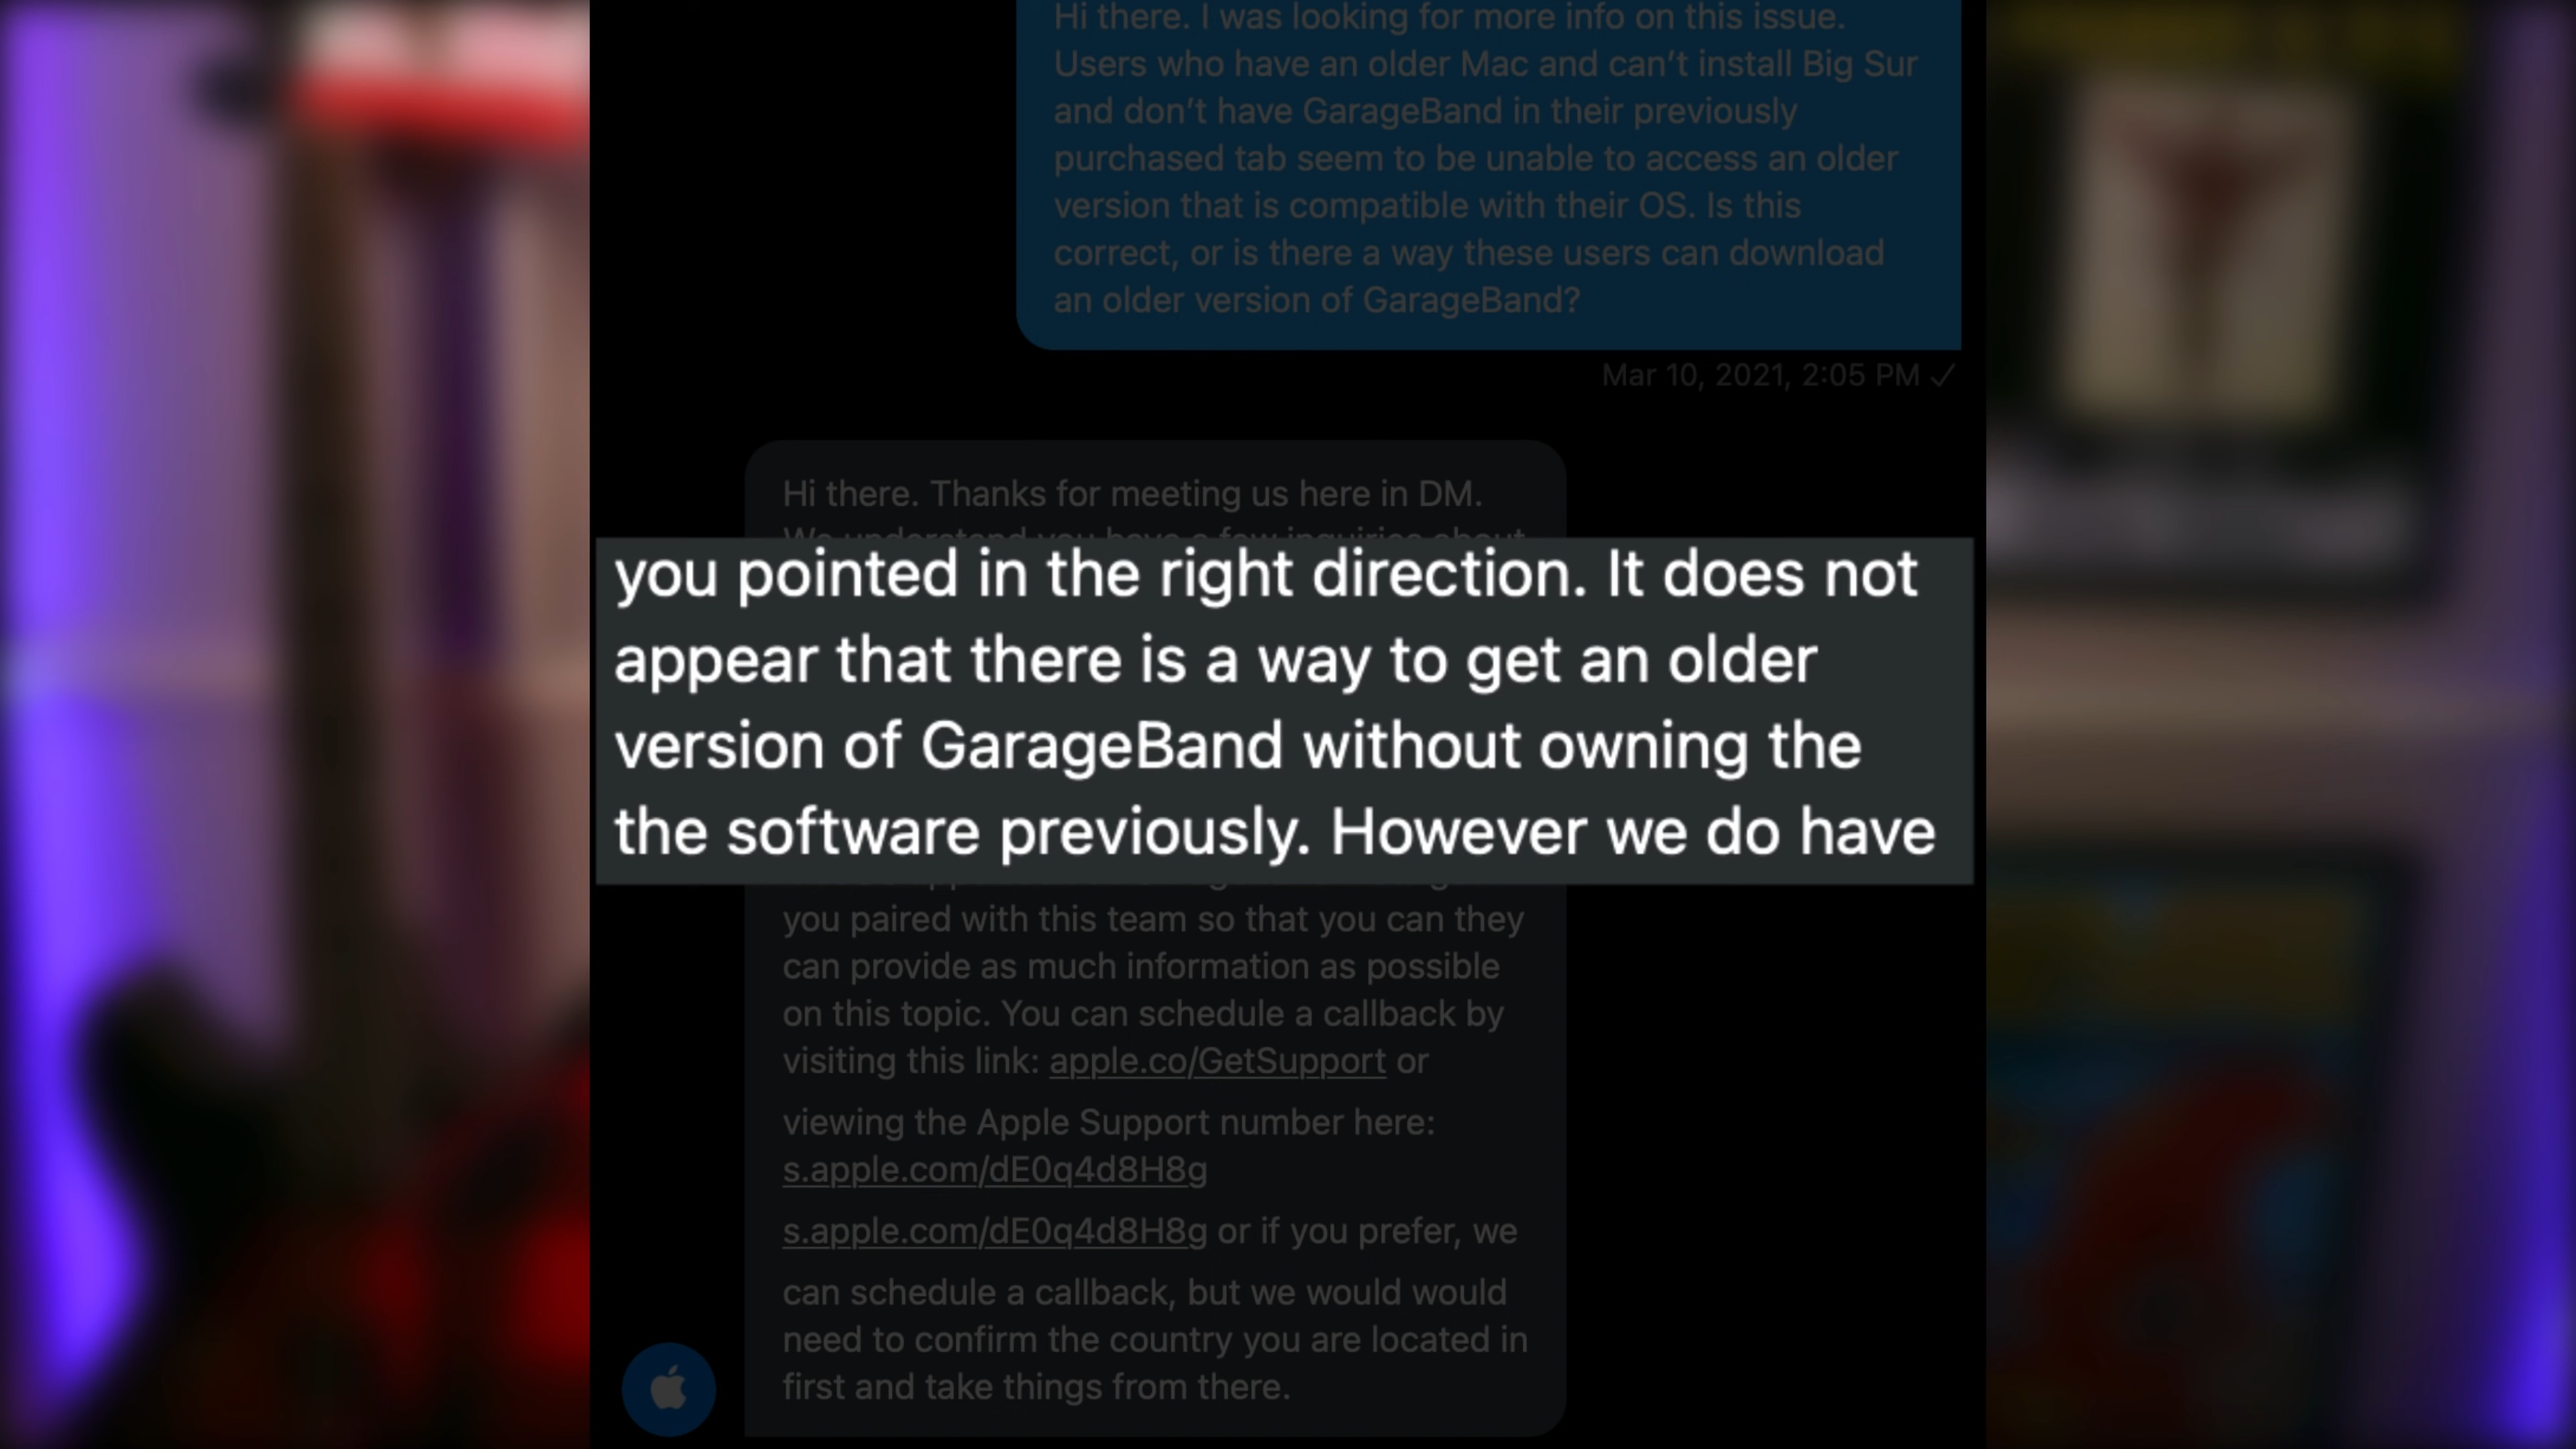 Hi there. I was looking for more info on this issue.
Users who have an older Mac and can’t install Big Sur
and don’t have GarageBand in their previously
purchased tab seem to be unable to access an older
version that is compatible with their OS. Is this
correct, or is there a way these users can download
an older version of GarageBand?
Mar 10, 2021, 2:05 PM ✓
Hi there. Thanks for meeting us here in DM.
We understand you have a few inquiries about
you pointed in the right direction. It does not
appear that there is a way to get an older
version of GarageBand without owning the
the software previously. However we do have
you paired with this team so that you can they
can provide as much information as possible
on this topic. You can schedule a callback by
visiting this link: apple.co/GetSupport or
viewing the Apple Support number here:
s.apple.com/dE0q4d8H8g
s.apple.com/dE0q4d8H8g or if you prefer, we
can schedule a callback, but we would would
need to confirm the country you are located in
first and take things from there.